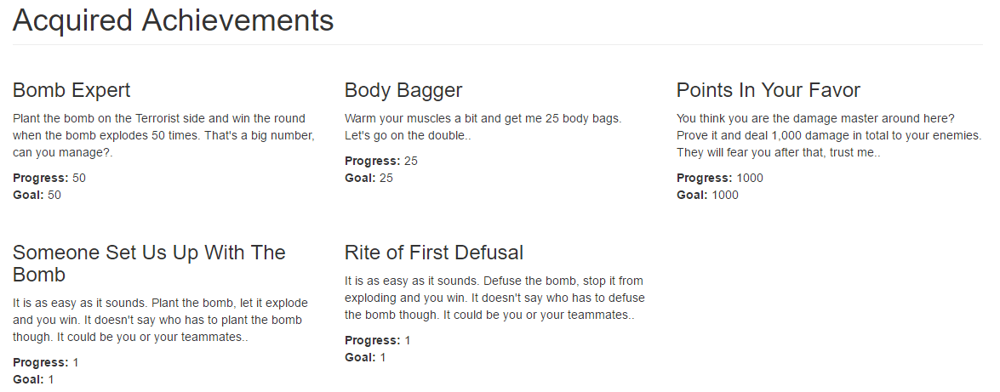 Acquired Achievements
Bomb Expert
Plant the bomb on the Terrorist side and win the round
when the bomb explodes 50 times. That's a big number,
can you manage?.
Progress: 50
Goal: 50
Body Bagger
Warm your muscles a bit and get me 25 body bags.
Let's go on the double..
Progress: 25
Goal: 25
Points In Your Favor
You think you are the damage master around here?
Prove it and deal 1,000 damage in total to your enemies.
They will fear you after that, trust me..
Progress: 1000
Goal: 1000
Someone Set Us Up With The
Bomb
It is as easy as it sounds. Plant the bomb, let it explode
and you win. It doesn't say who has to plant the bomb
though. It could be you or your teammates..
Progress: 1
Goal: 1
Rite of First Defusal
It is as easy as it sounds. Defuse the bomb, stop it from
exploding and you win. It doesn't say who has to defuse
the bomb though. It could be you or your teammates..
Progress: 1
Goal: 1